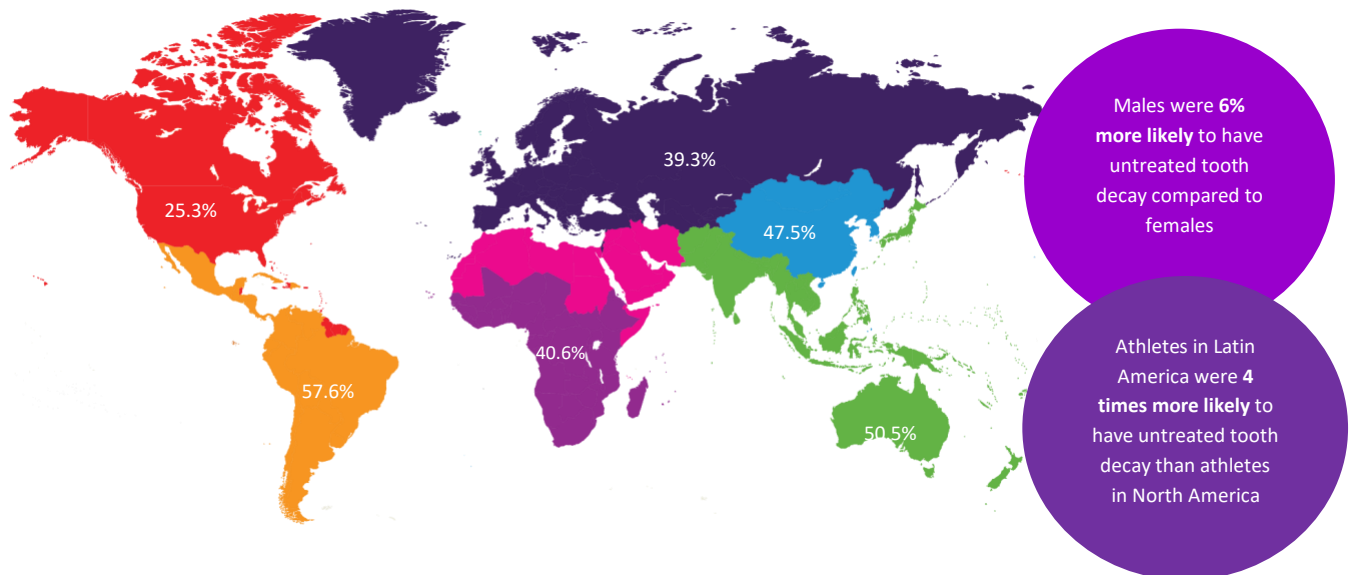 39.3%
25.3%
47.5%
40.6%
57.6%
50.5%
Males were 6%
more likely to have
untreated tooth
decay compared to
females
Athletes in Latin
America were 4
times more likely to
have untreated tooth
decay than athletes
in North America